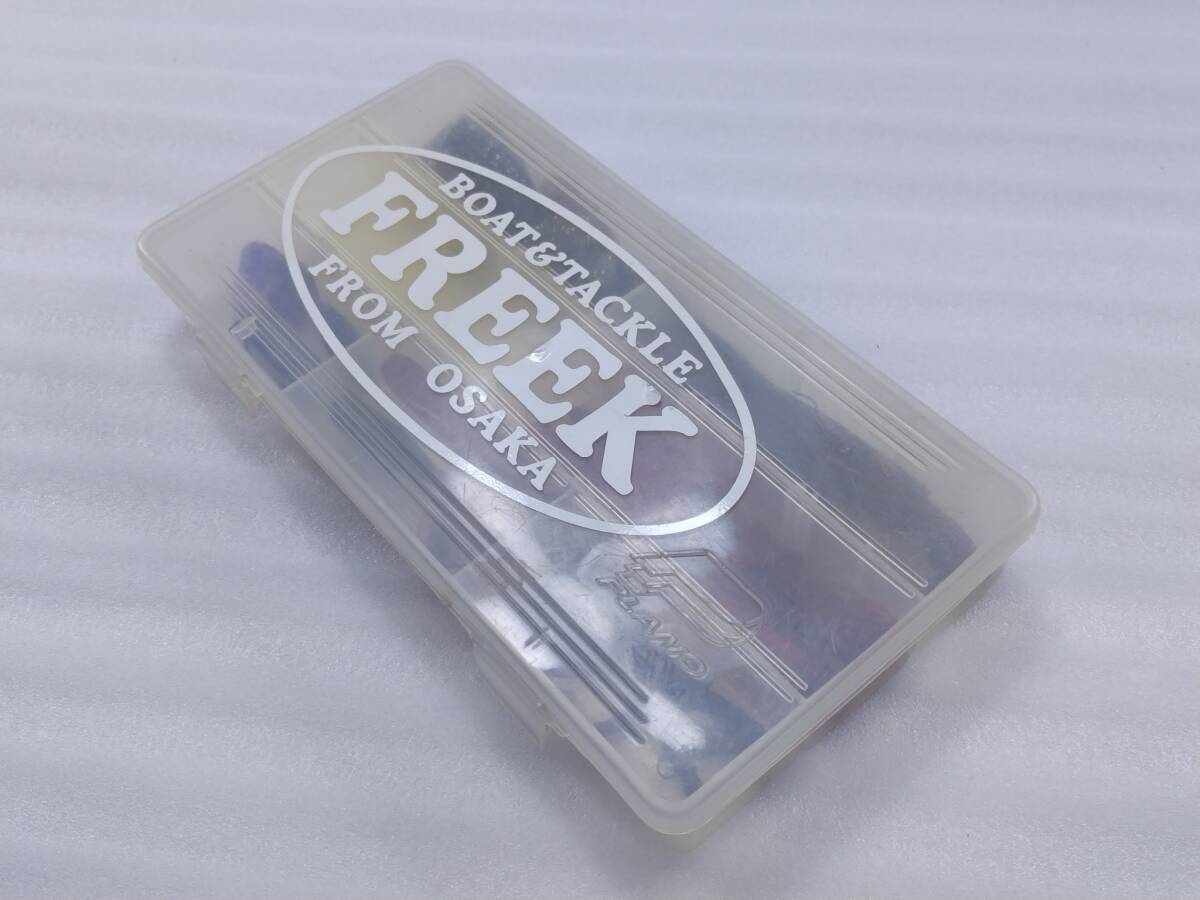 BOAT&TACKLE
FREEK
FROM OSAKA
PLANO